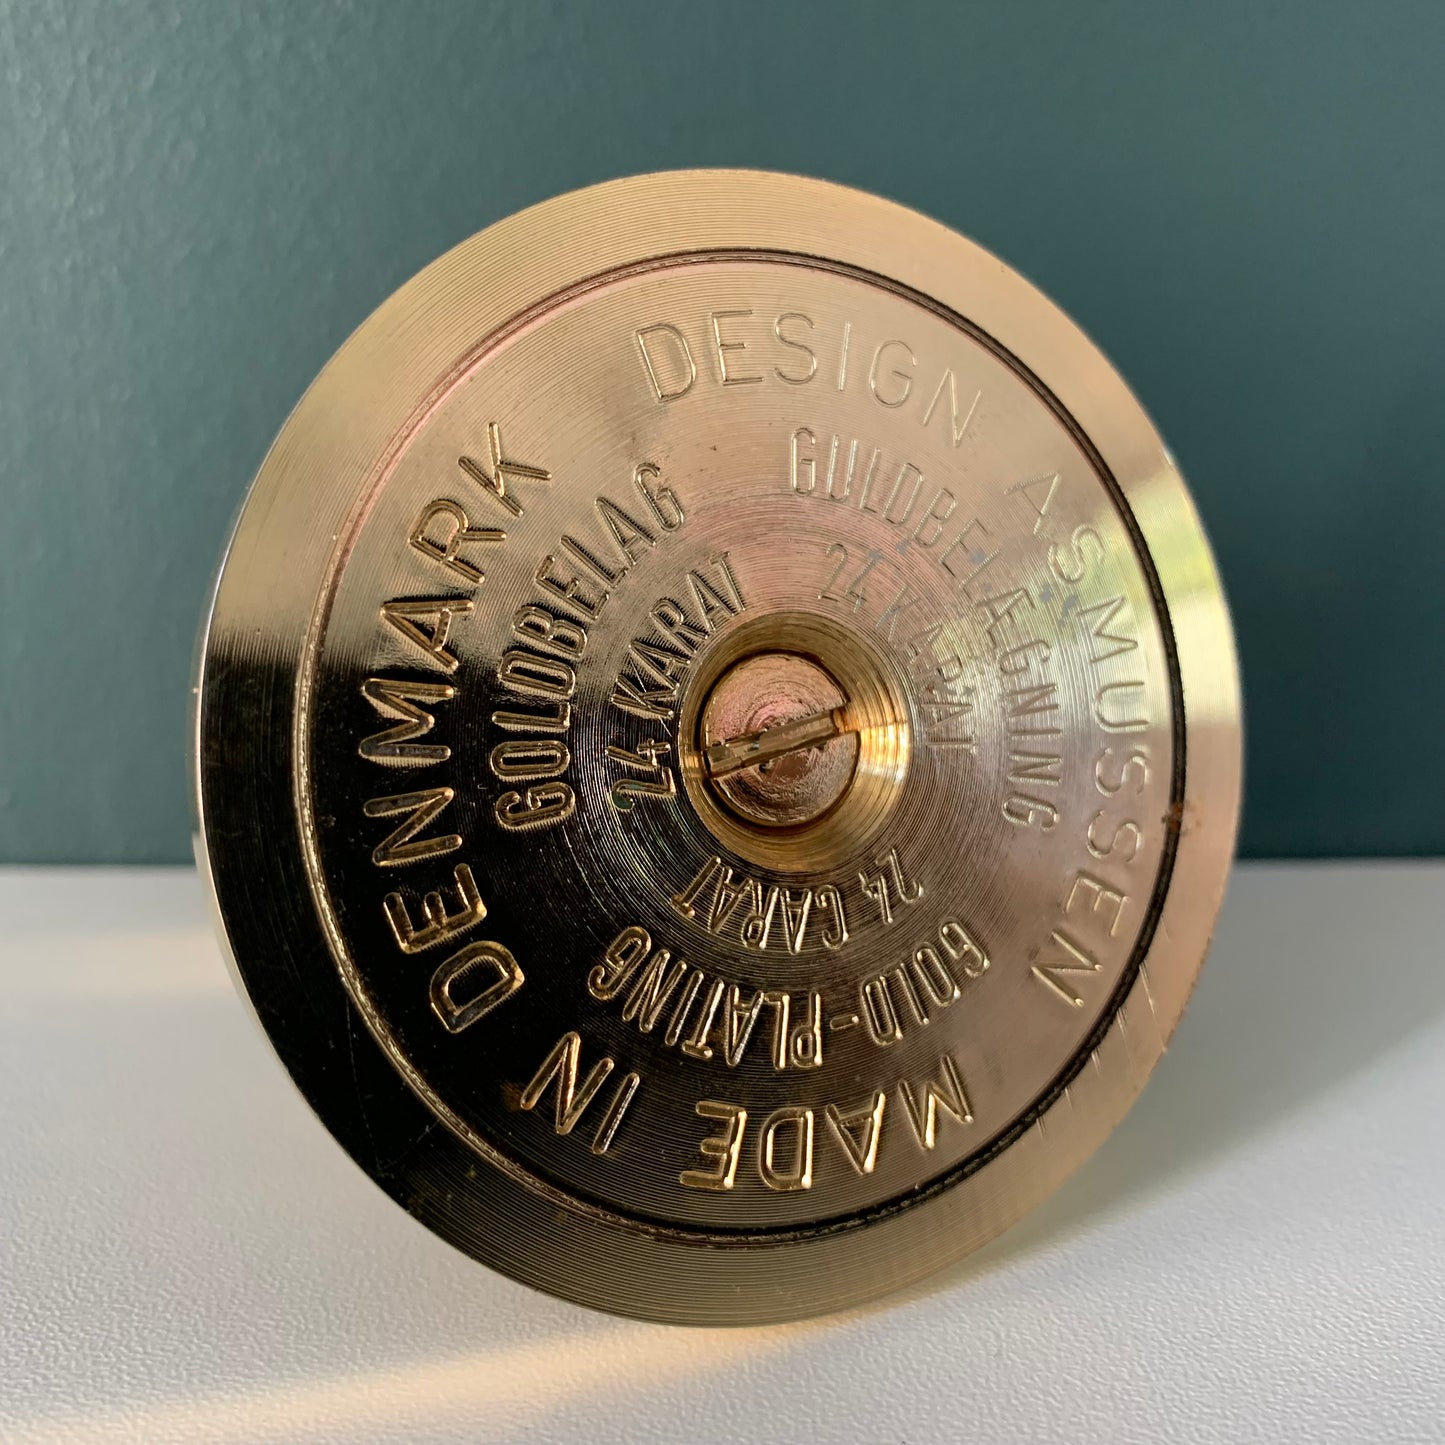 DESIGN ASMUSSEN
MADE IN DENMARK
GULDBELÆGNING
24 KARAT
GOLD-PLATING
24 CARAT
GOLDBELAG
24 KARAT